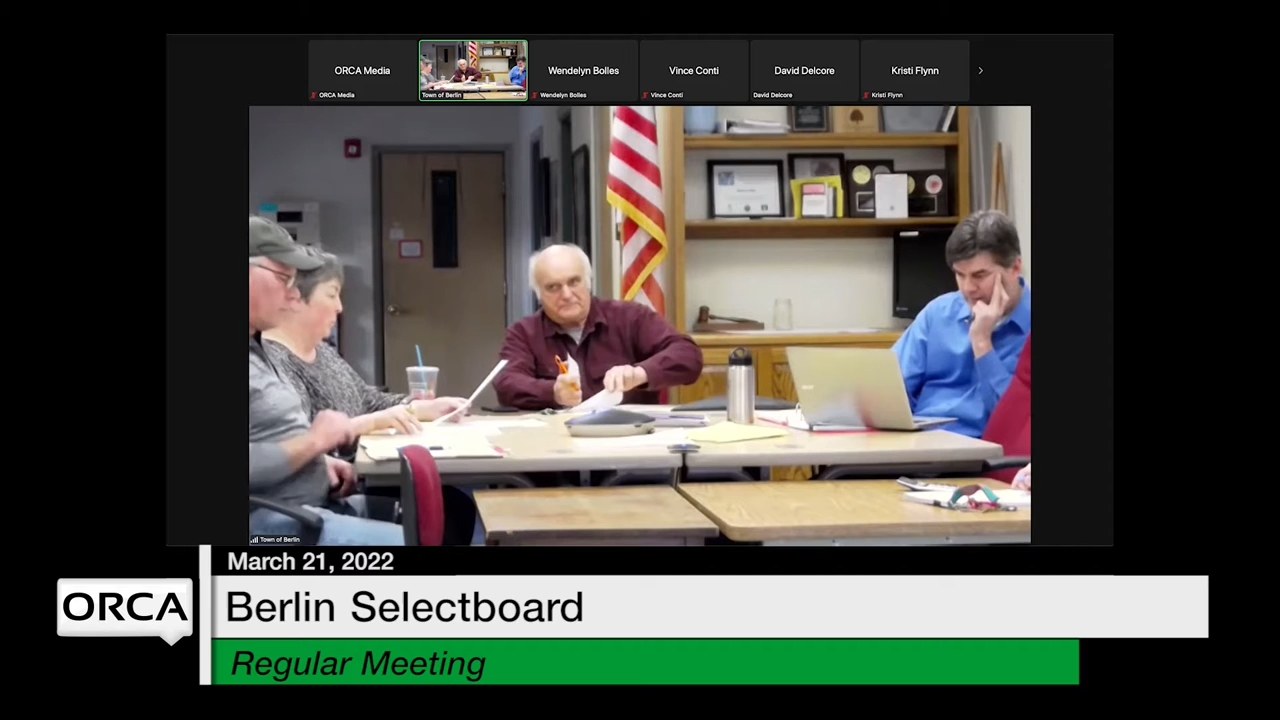 ORCA Media
Wendelyn Bolles
Vince Conti
David Delcore
Kristi Flynn
ORCA Media
Town of Berlin
Wendelyn Bolles
Vince Conti
David Delcore
Kristi Flynn
Town of Berlin
March 21, 2022
ORCA
Berlin Selectboard
Regular Meeting